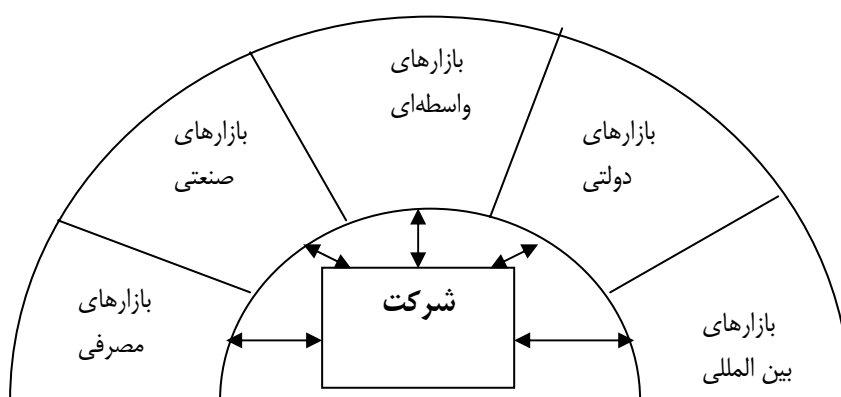 بازارهای
واسطه‌ای
بازارهای
دولتی
بازارهای
صنعتی
بازارهای
مصرفی
شرکت
بازارهای
بین المللی